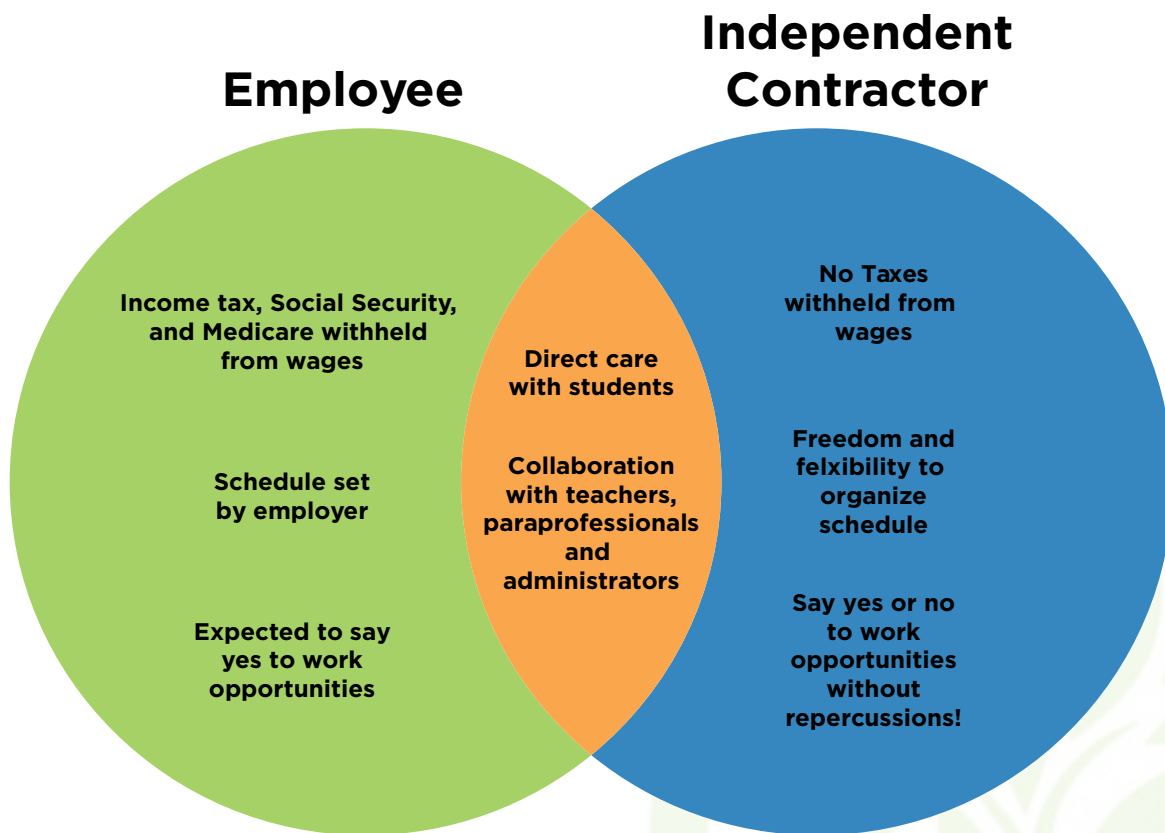 Employee
Independent
Contractor
Income tax, Social Security,
and Medicare withheld
from wages
Schedule set
by employer
Expected to say
yes to work
opportunities
Direct care
with students
Collaboration
with teachers,
paraprofessionals
and
administrators
No Taxes
withheld from
wages
Freedom and
felxibility to
organize
schedule
Say yes or no
to work
opportunities
without
repercussions!